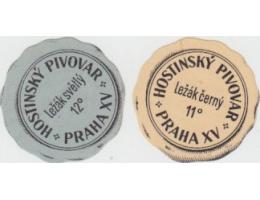 HOSTINSKÝ PIVOVAR
ležák světlý
12°
PRAHA XV
HOSTINSKÝ PIVOVAR
ležák černý
11°
PRAHA XV